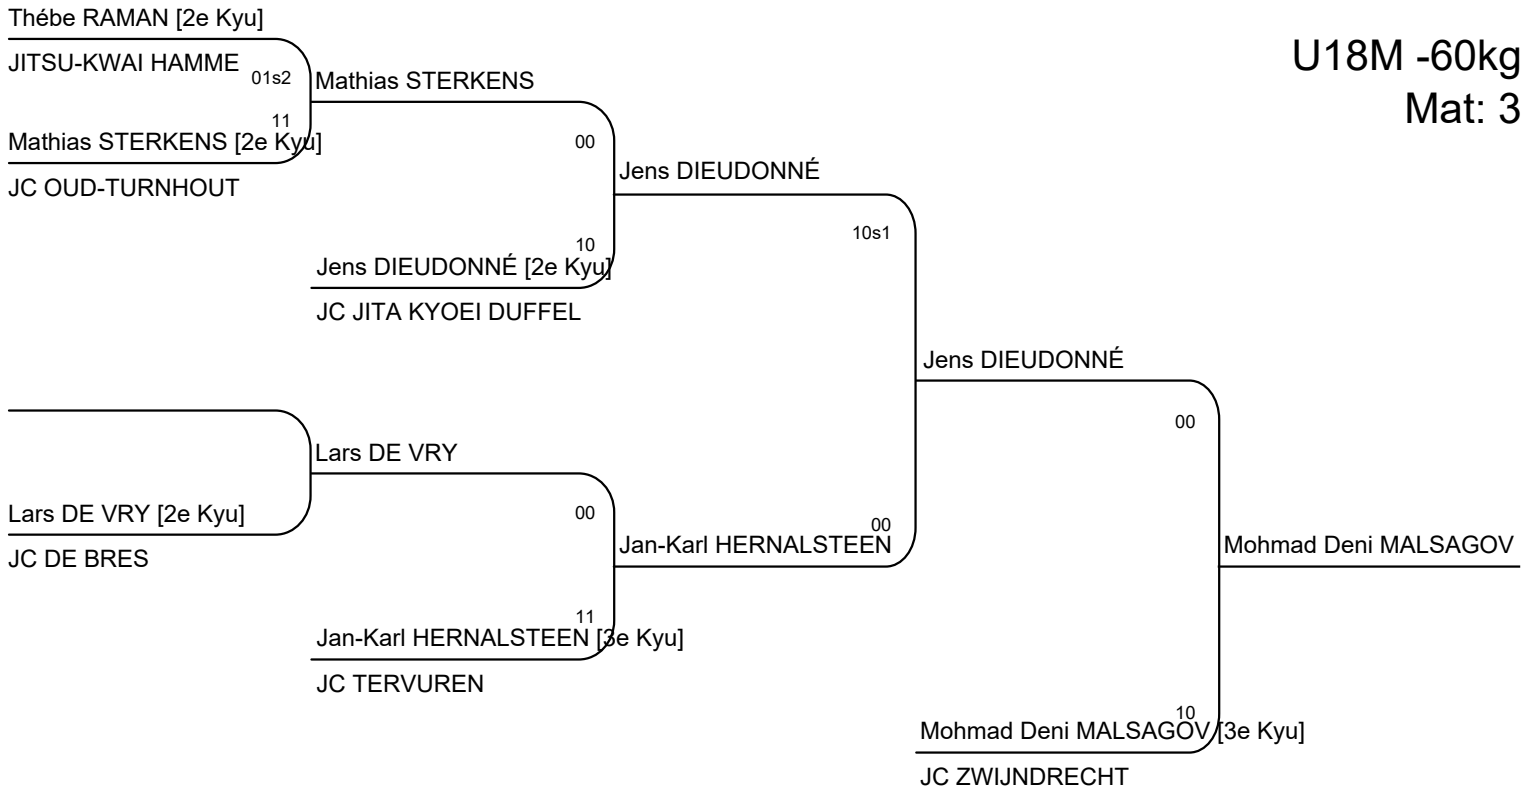 Thébe RAMAN [2e Kyu]
JITSU-KWAI HAMME
01s2
11
Mathias STERKENS [2e Kyu]
JC OUD-TURNHOUT
Mathias STERKENS
00
10
Jens DIEUDONNÉ [2e Kyu]
JC JITA KYOEI DUFFEL
Lars DE VRY [2e Kyu]
JC DE BRES
Lars DE VRY
00
11
Jan-Karl HERNALSTEEN [3e Kyu]
JC TERVUREN
Jens DIEUDONNÉ
10s1
00
Jan-Karl HERNALSTEEN
Jens DIEUDONNÉ
00
10
Mohmad Deni MALSAGOV [3e Kyu]
JC ZWIJNDRECHT
Mohmad Deni MALSAGOV
U18M -60kg
Mat: 3